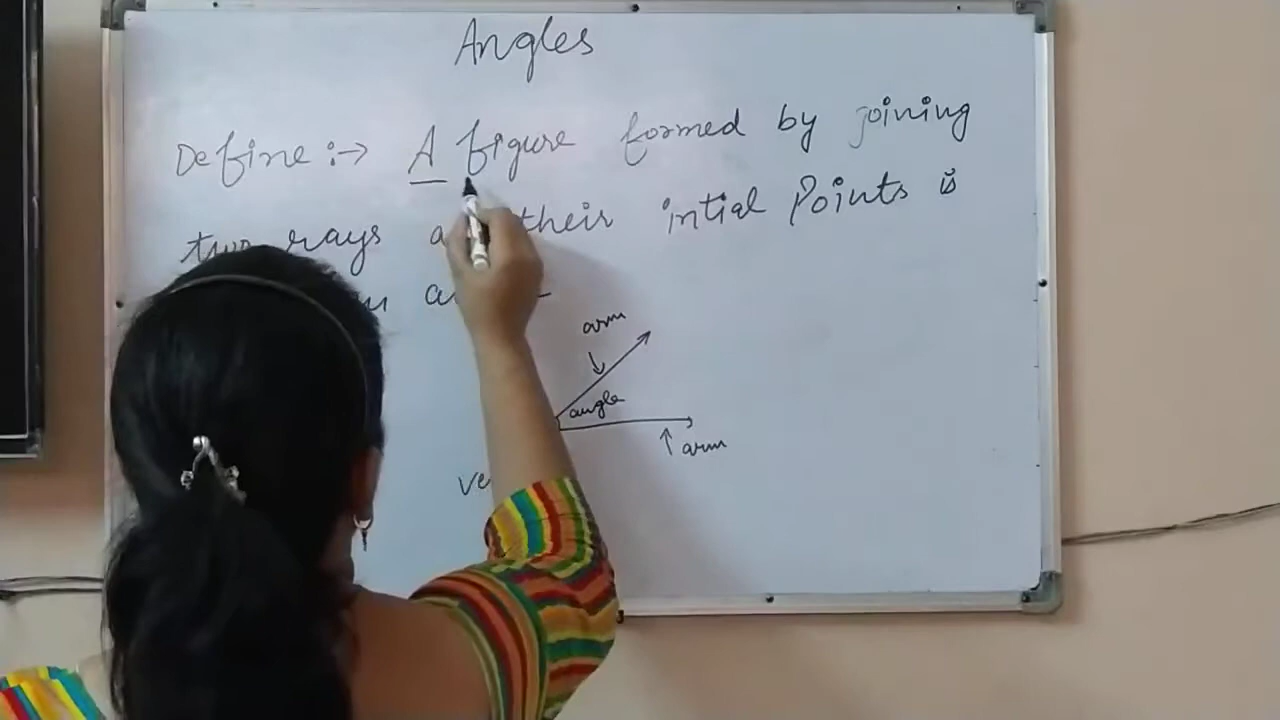 Angles
Define :→ A figure formed by joining
two rays their intial Points is
arm
angle
arm